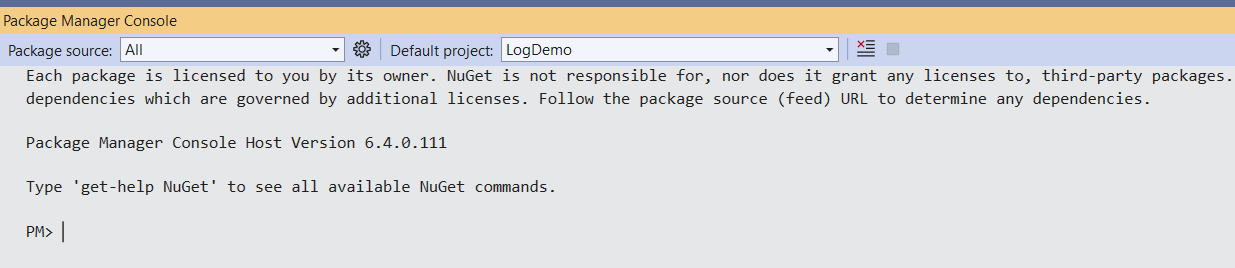 Package Manager Console
Package source: All Default project: LogDemo
Each package is licensed to you by its owner. NuGet is not responsible for, nor does it grant any licenses to, third-party packages.
dependencies which are governed by additional licenses. Follow the package source (feed) URL to determine any dependencies.
Package Manager Console Host Version 6.4.0.111
Type 'get-help NuGet' to see all available NuGet commands.
PM>